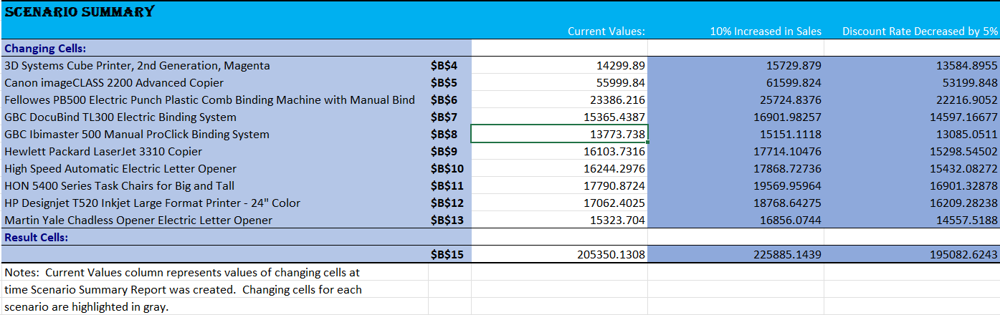 SCENARIO SUMMARY
Current Values: 10% Increased in Sales Discount Rate Decreased by 5%
Changing Cells:
3D Systems Cube Printer, 2nd Generation, Magenta $B$4 14299.89 15729.879 13584.8955
Canon imageCLASS 2200 Advanced Copier $B$5 55999.84 61599.824 53199.848
Fellowes PB500 Electric Punch Plastic Comb Binding Machine with Manual Bind $B$6 23386.216 25724.8376 22216.9052
GBC DocuBind TL300 Electric Binding System $B$7 15365.4387 16901.98257 14597.16677
GBC Ibimaster 500 Manual ProClick Binding System $B$8 13773.738 15151.1118 13085.0511
Hewlett Packard LaserJet 3310 Copier $B$9 16103.7316 17714.10476 15298.54502
High Speed Automatic Electric Letter Opener $B$10 16244.2976 17868.72736 15432.08272
HON 5400 Series Task Chairs for Big and Tall $B$11 17790.8724 19569.95964 16901.32878
HP Designjet T520 Inkjet Large Format Printer - 24" Color $B$12 17062.4025 18768.64275 16209.28238
Martin Yale Chadless Opener Electric Letter Opener $B$13 15323.704 16856.0744 14557.5188
Result Cells:
$B$15 205350.1308 225885.1439 195082.6243
Notes: Current Values column represents values of changing cells at
time Scenario Summary Report was created. Changing cells for each
scenario are highlighted in gray.